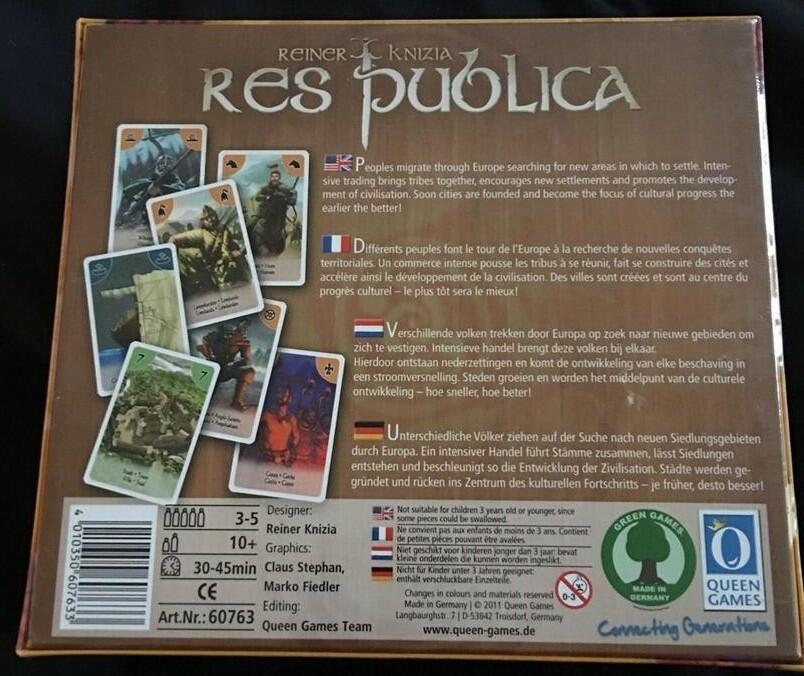 REINER KNIZIA
RES PUBLICA
Peoples migrate through Europe searching for new areas in which to settle. Inten-
sive trading brings tribes together, encourages new settlements and promotes the develop-
ment of civilisation. Soon cities are founded and become the focus of cultural progress the
earlier the better!
Différents peuples font le tour de l'Europe à la recherche de nouvelles conquêtes
territoriales. Un commerce intense pousse les tribus à se réunir, fait se construire des cités et
accélère ainsi le développement de la civilisation. Des villes sont créées et sont au centre du
progrès culturel – le plus tôt sera le mieux!
Verschillende volken trekken door Europa op zoek naar nieuwe gebieden om
zich te vestigen. Intensieve handel brengt deze volken bij elkaar.
Hierdoor ontstaan nederzettingen en komt de ontwikkeling van elke beschaving in
een stroomversnelling. Steden groeien en worden het middelpunt van de culturele
ontwikkeling – hoe sneller, hoe beter!
Unterschiedliche Völker ziehen auf der Suche nach neuen Siedlungsgebieten
durch Europa. Ein intensiver Handel führt Stämme zusammen, lässt Siedlungen
entstehen und beschleunigt so die Entwicklung der Zivilisation. Städte werden ge-
gründet und rücken ins Zentrum des kulturellen Fortschritts – je früher, desto besser!
7 7
4 010350 607633
3-5
10+
30-45min
CE
Art.Nr.: 60763
Designer:
Reiner Knizia
Graphics:
Claus Stephan,
Marko Fiedler
Editing:
Queen Games Team
Not suitable for children 3 years old or younger, since
some pieces could be swallowed.
Ne convient pas aux enfants de moins de 3 ans. Contient
de petites pièces pouvant être avalées.
Niet geschikt voor kinderen jonger dan 3 jaar: bevat
kleine onderdelen die kunnen worden ingeslikt.
Nicht für Kinder unter 3 Jahren geeignet:
enthält verschluckbare Einzelteile.
Changes in colours and materials reserved
Made in Germany | © 2011 Queen Games
Langbaurghstr. 7 | D-53842 Troisdorf, Germany
www.queen-games.de
0-3
GREEN GAMES
MADE IN
GERMANY
QUEEN
GAMES
Connecting Generations